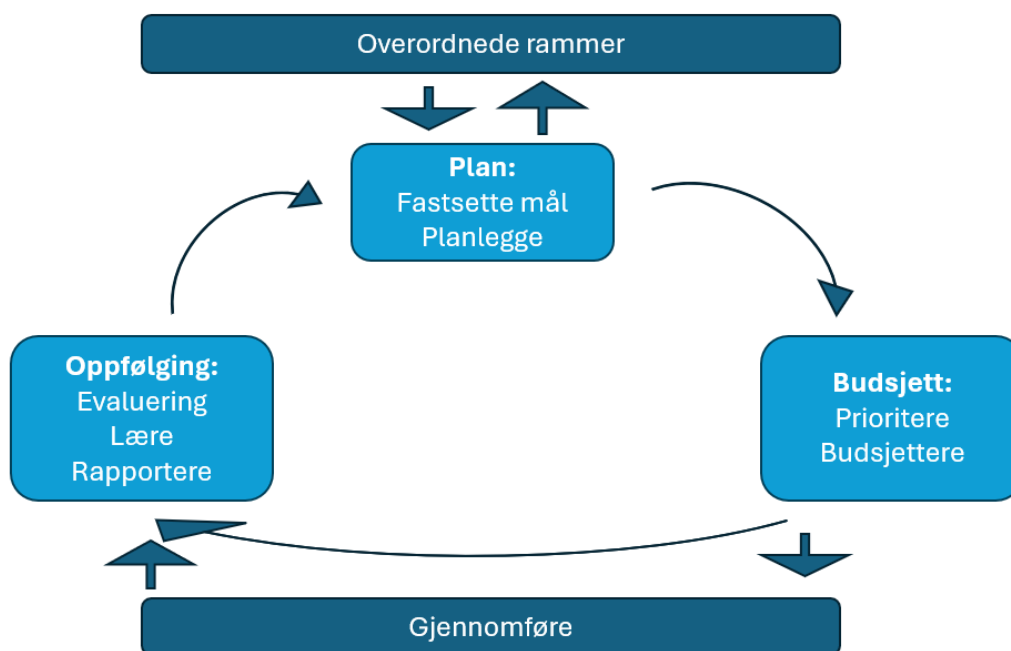 Overordnede rammer
Plan:
Fastsette mål
Planlegge
Oppfølging:
Evaluering
Lære
Rapportere
Budsjett:
Prioritere
Budsjettere
Gjennomføre